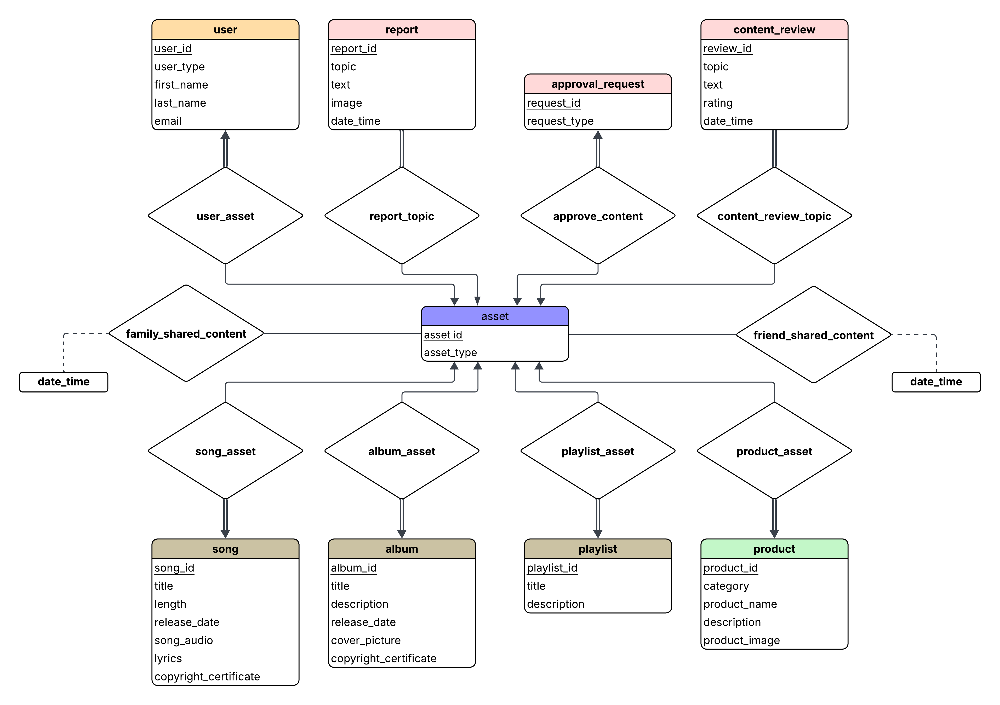 user
user_id
user_type
first_name
last_name
email
report
report_id
topic
text
image
date_time
approval_request
request_id
request_type
content_review
review_id
topic
text
rating
date_time
user_asset
report_topic
approve_content
content_review_topic
family_shared_content
date_time
asset
asset id
asset_type
friend_shared_content
date_time
song_asset
album_asset
playlist_asset
product_asset
song
song_id
title
length
release_date
song_audio
lyrics
copyright_certificate
album
album_id
title
description
release_date
cover_picture
copyright_certificate
playlist
playlist_id
title
description
product
product_id
category
product_name
description
product_image